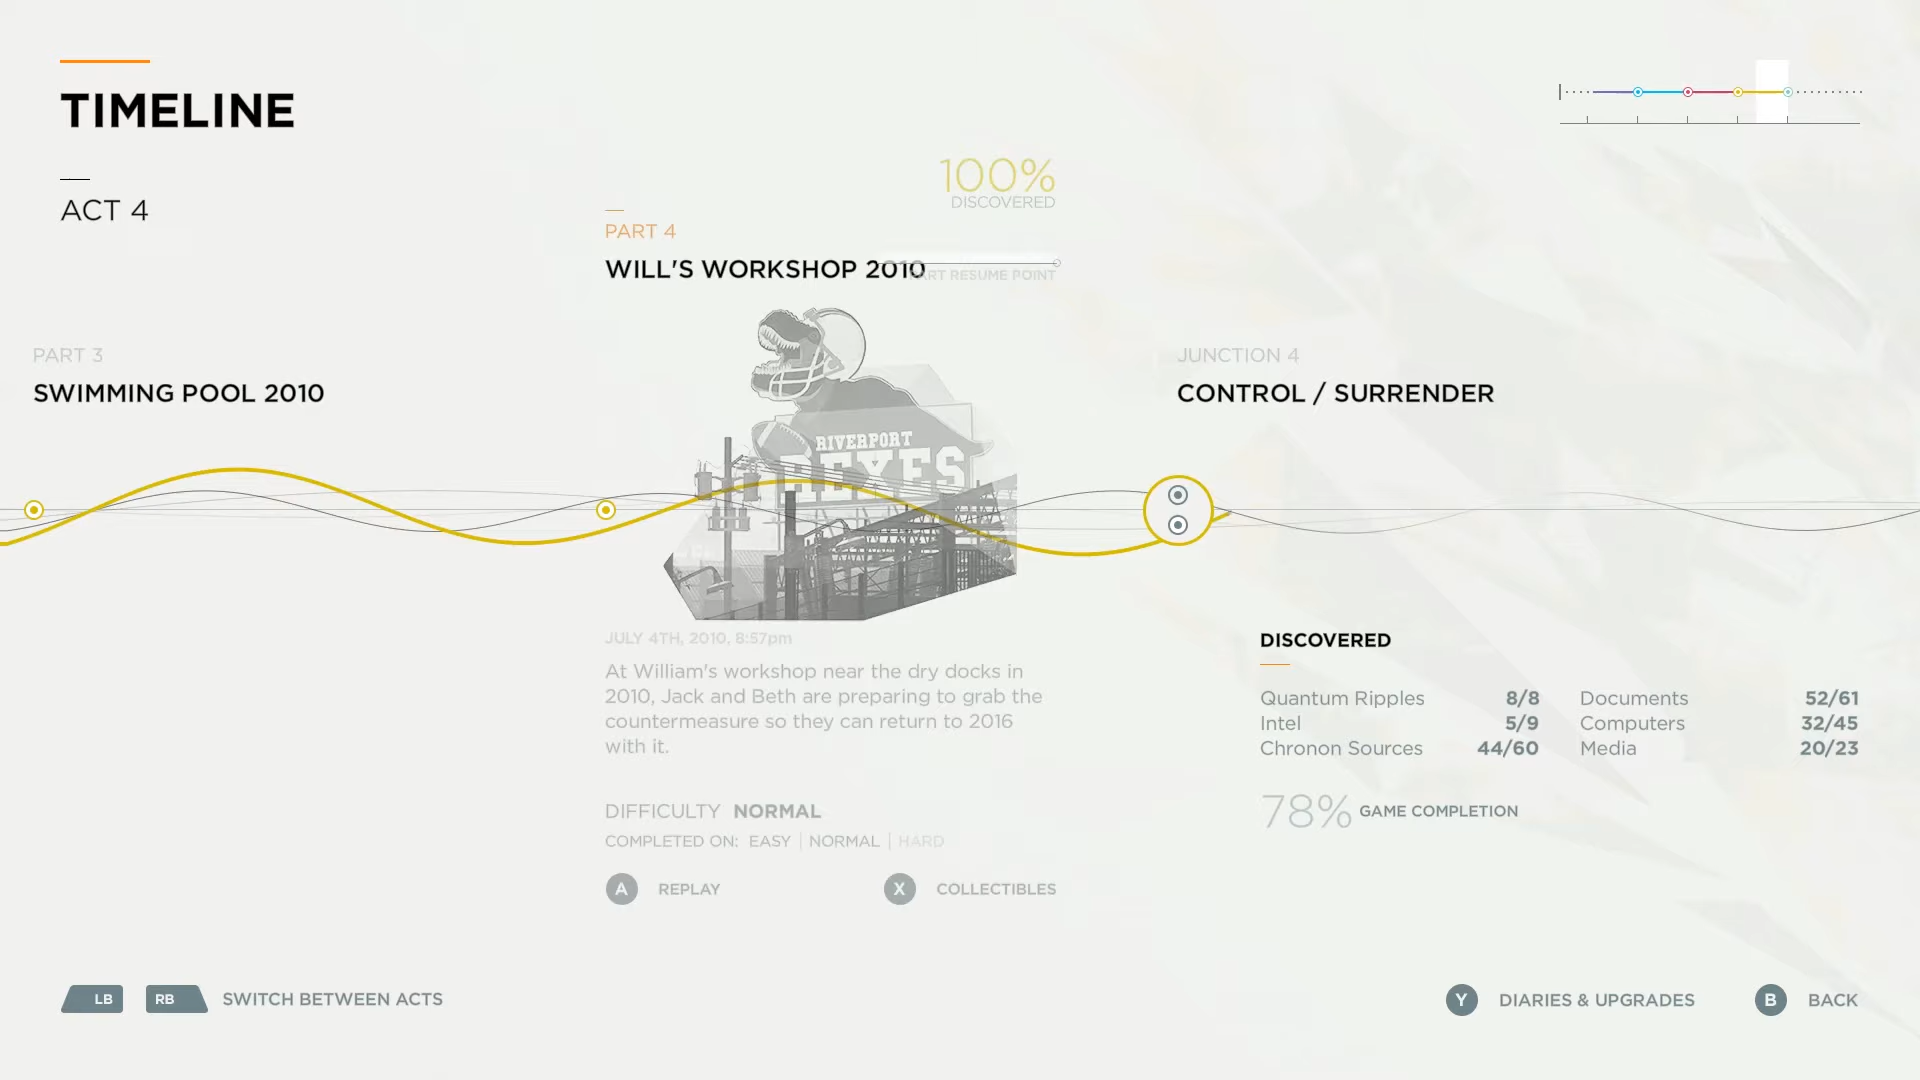 TIMELINE
ACT 4
100%
DISCOVERED
PART 4
WILL'S WORKSHOP 2010
RESUME POINT
PART 3
SWIMMING POOL 2010
JUNCTION 4
CONTROL / SURRENDER
RIVERPORT
REXES
JULY 4TH, 2010, 8:57pm
At William's workshop near the dry docks in
2010, Jack and Beth are preparing to grab the
countermeasure so they can return to 2016
with it.
DIFFICULTY NORMAL
COMPLETED ON: EASY | NORMAL | HARD
A REPLAY X COLLECTIBLES
DISCOVERED
Quantum Ripples 8/8 Documents 52/61
Intel 5/9 Computers 32/45
Chronon Sources 44/60 Media 20/23
78% GAME COMPLETION
LB RB SWITCH BETWEEN ACTS
Y DIARIES & UPGRADES B BACK